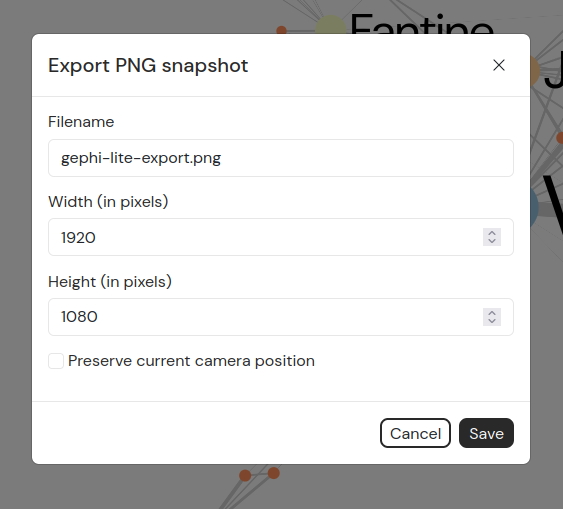 Fantine
Export PNG snapshot
Filename
gephi-lite-export.png
Width (in pixels)
1920
Height (in pixels)
1080
Preserve current camera position
Cancel
Save